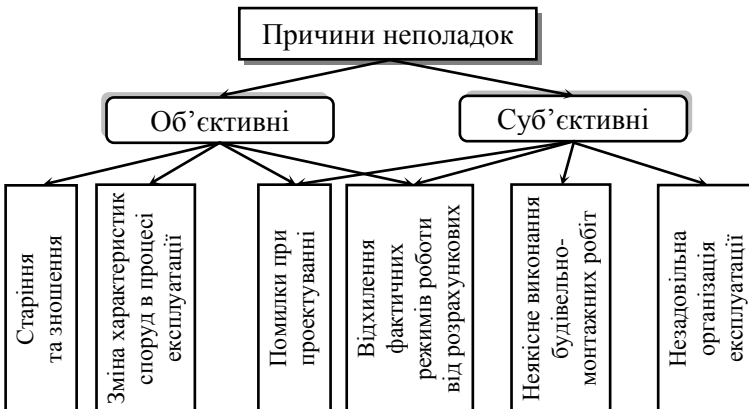 Причини неполадок
Об’єктивні
Суб’єктивні
Старіння
та зношення
Зміна характеристик
споруд в процесі
експлуатації
Помилки при
проектуванні
Відхилення
фактичних
режимів роботи
від розрахункових
Неякісне виконання
будівельно-
монтажних робіт
Незадовільна
організація
експлуатації